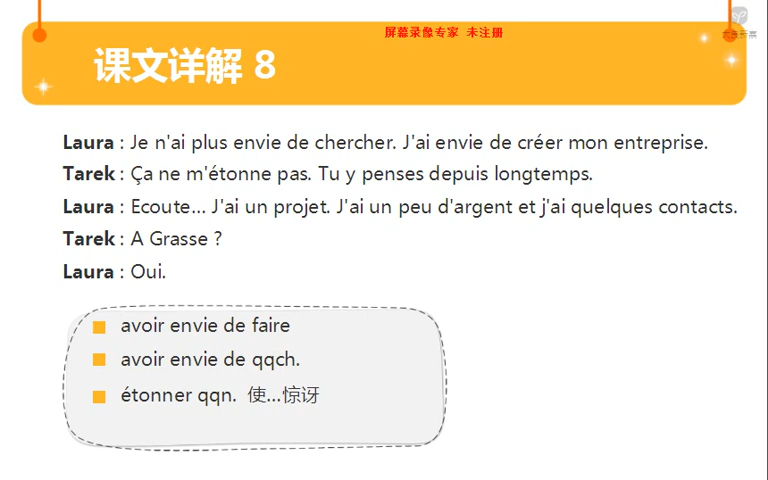 屏幕录像专家 未注册
课文详解 8
Laura : Je n'ai plus envie de chercher. J'ai envie de créer mon entreprise.
Tarek : Ça ne m'étonne pas. Tu y penses depuis longtemps.
Laura : Ecoute... J'ai un projet. J'ai un peu d'argent et j'ai quelques contacts.
Tarek : A Grasse ?
Laura : Oui.
avoir envie de faire
avoir envie de qqch.
étonner qqn. 使...惊讶